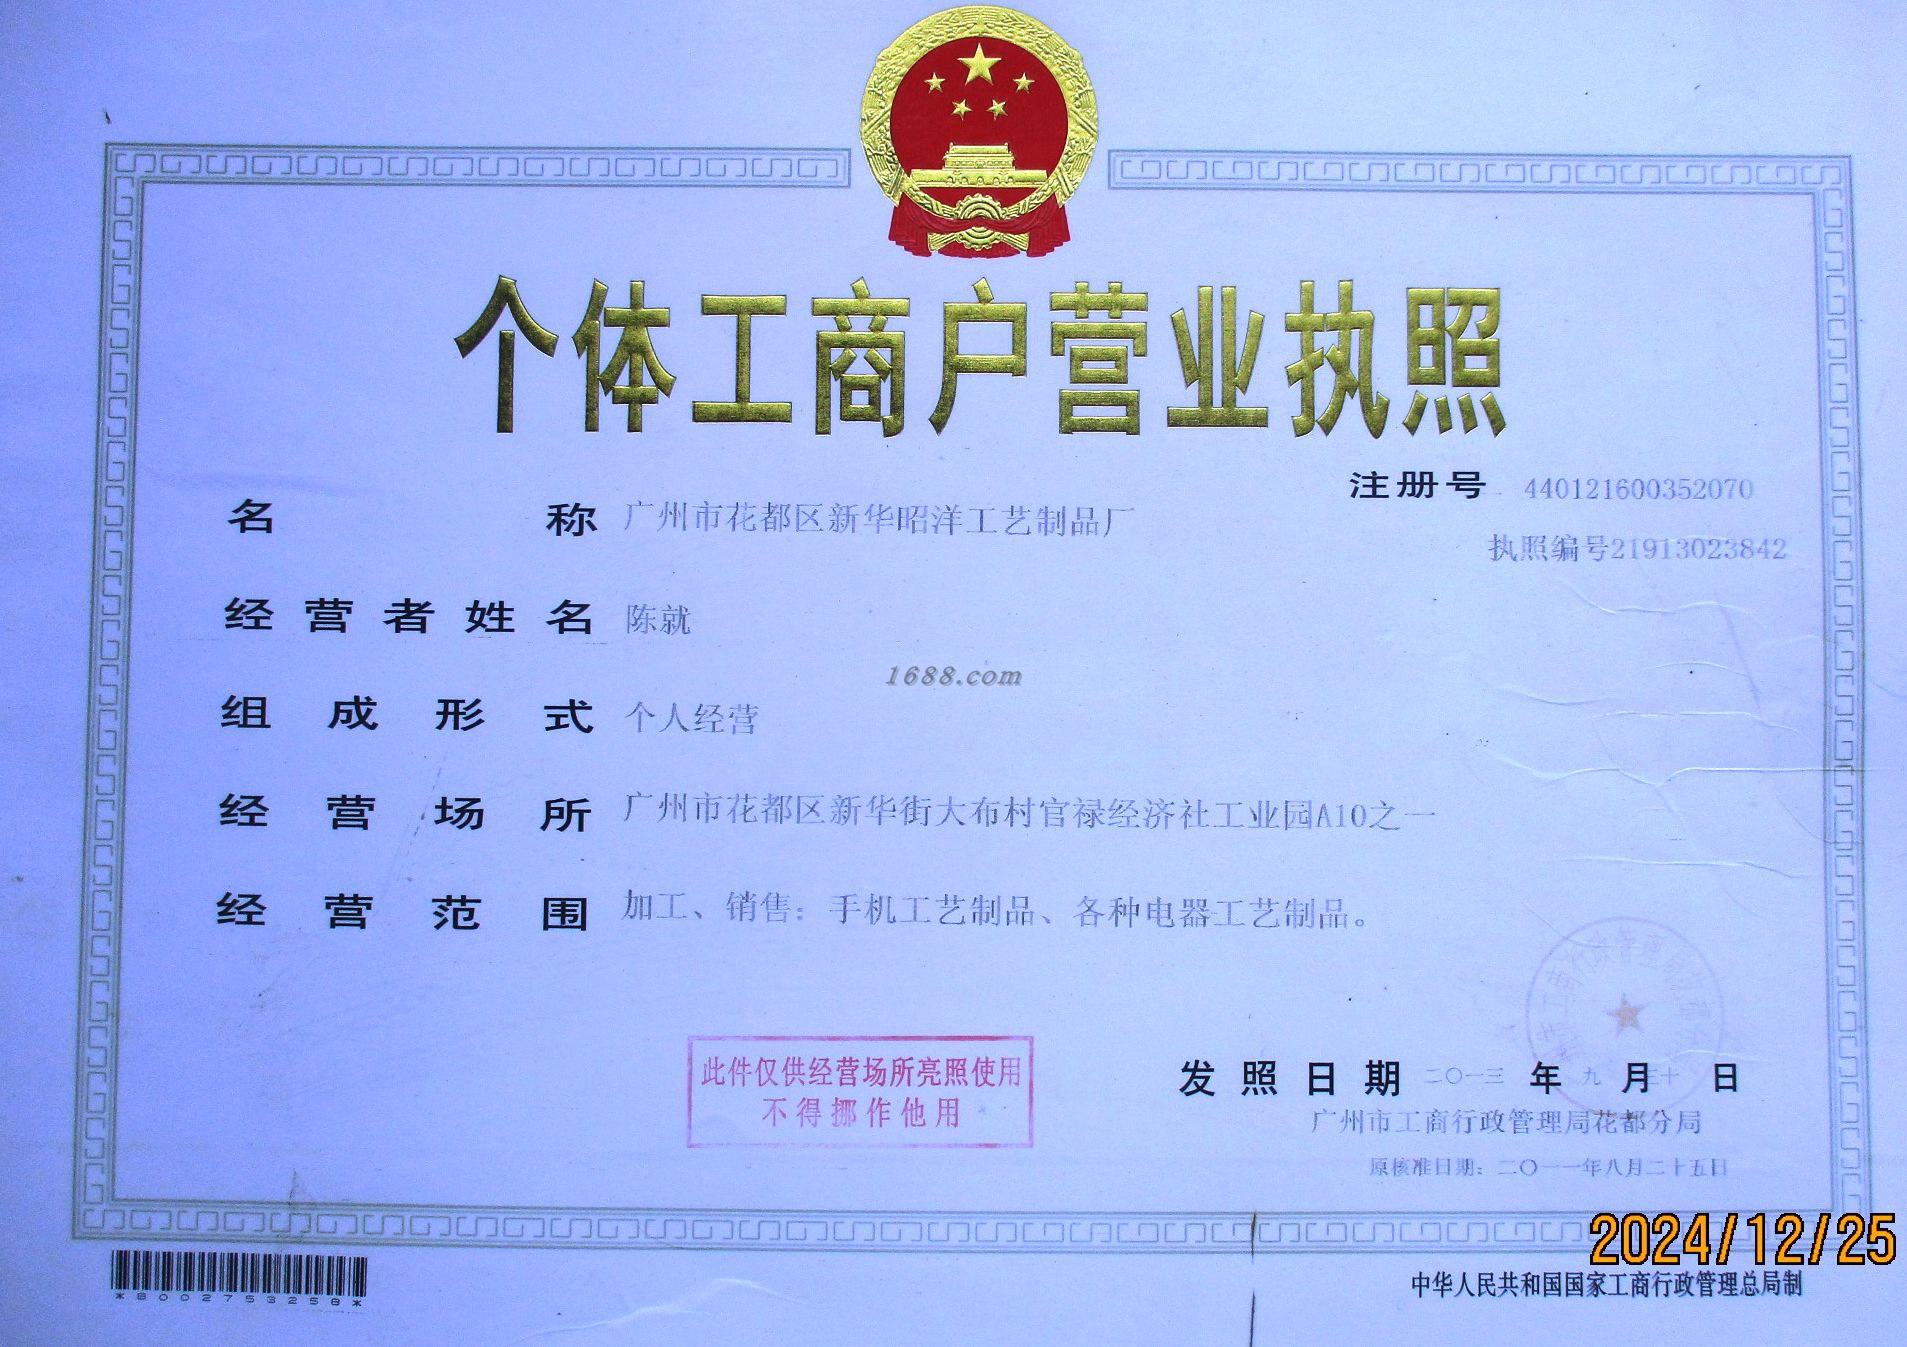 个体工商户营业执照
注册号 440121600352070
名称 广州市花都区新华昭洋工艺制品厂
执照编号21913023842
经营者姓名 陈就
1688.com
组成形式 个人经营
经营场所 广州市花都区新华街大布村官禄经济社工业园A10之一
经营范围 加工、销售：手机工艺制品、各种电器工艺制品。
此件仅供经营场所亮照使用
不得挪作他用
发照日期 二〇一三年九月三十日
广州市工商行政管理局花都分局
原核准日期：二〇一一年八月二十五日
2024/12/25
*B002753258*
中华人民共和国国家工商行政管理总局制